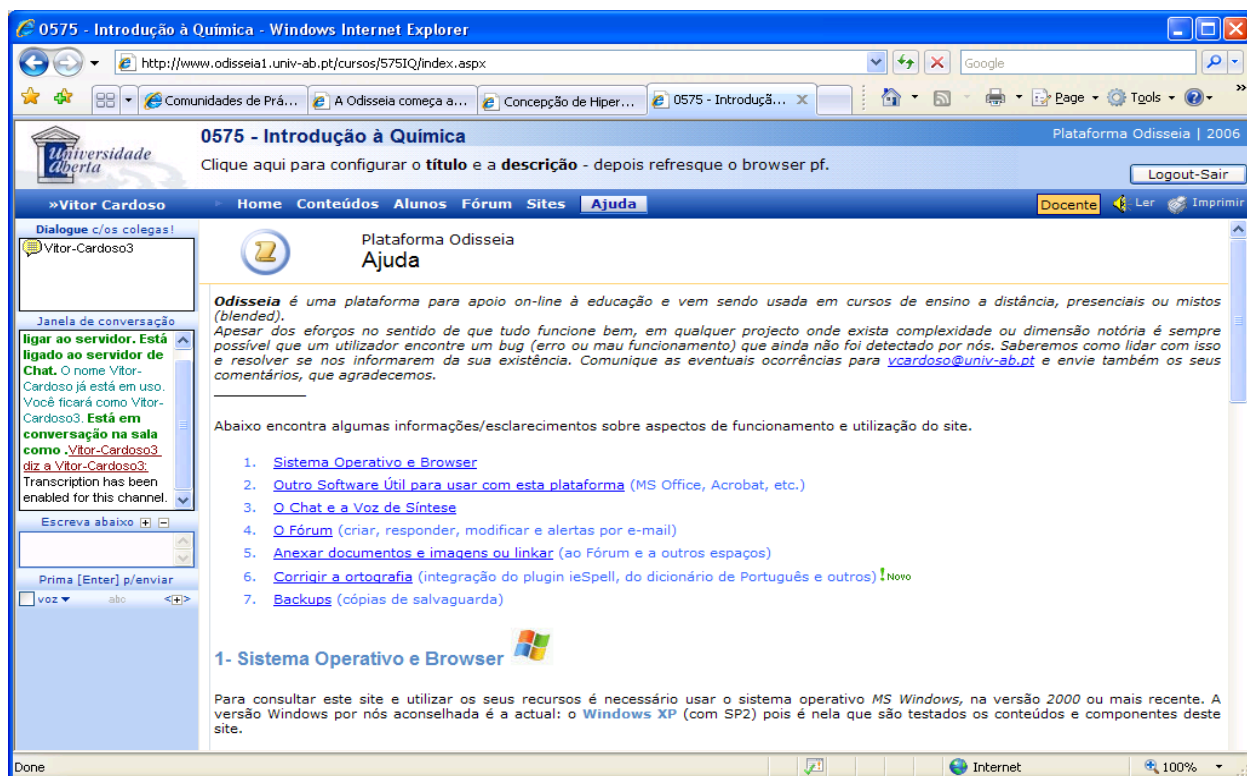 0575 - Introdução à Química - Windows Internet Explorer
http://www.odisseia1.univ-ab.pt/cursos/575IQ/index.aspx
Google
Comunidades de Prá...
A Odisseia começa a...
Concepção de Hiper...
0575 - Introduçã...
Page
Tools
Universidade
Aberta
0575 - Introdução à Química
Plataforma Odisseia | 2006
Clique aqui para configurar o título e a descrição - depois refresque o browser pf.
Logout-Sair
»Vitor Cardoso
Home Conteúdos Alunos Fórum Sites Ajuda
Docente
Ler
Imprimir
Dialogue c/os colegas!
Vitor-Cardoso3
Janela de conversação
ligar ao servidor. Está
ligado ao servidor de
Chat. O nome Vitor-
Cardoso já está em uso.
Você ficará como Vitor-
Cardoso3. Está em
conversação na sala
como .Vitor-Cardoso3
diz a Vitor-Cardoso3:
Transcription has been
enabled for this channel.
Escreva abaixo
Prima [Enter] p/enviar
voz
abc
Plataforma Odisseia
Ajuda
Odisseia é uma plataforma para apoio on-line à educação e vem sendo usada em cursos de ensino a distância, presenciais ou mistos
(blended).
Apesar dos eforços no sentido de que tudo funcione bem, em qualquer projecto onde exista complexidade ou dimensão notória é sempre
possível que um utilizador encontre um bug (erro ou mau funcionamento) que ainda não foi detectado por nós. Saberemos como lidar com isso
e resolver se nos informarem da sua existência. Comunique as eventuais ocorrências para vcardoso@univ-ab.pt e envie também os seus
comentários, que agradecemos.
Abaixo encontra algumas informações/esclarecimentos sobre aspectos de funcionamento e utilização do site.
1. Sistema Operativo e Browser
2. Outro Software Útil para usar com esta plataforma (MS Office, Acrobat, etc.)
3. O Chat e a Voz de Síntese
4. O Fórum (criar, responder, modificar e alertas por e-mail)
5. Anexar documentos e imagens ou linkar (ao Fórum e a outros espaços)
6. Corrigir a ortografia (integração do plugin ieSpell, do dicionário de Português e outros) ! Novo
7. Backups (cópias de salvaguarda)
1- Sistema Operativo e Browser
Para consultar este site e utilizar os seus recursos é necessário usar o sistema operativo MS Windows, na versão 2000 ou mais recente. A
versão Windows por nós aconselhada é a actual: o Windows XP (com SP2) pois é nela que são testados os conteúdos e componentes deste
site.
Done
Internet
100%